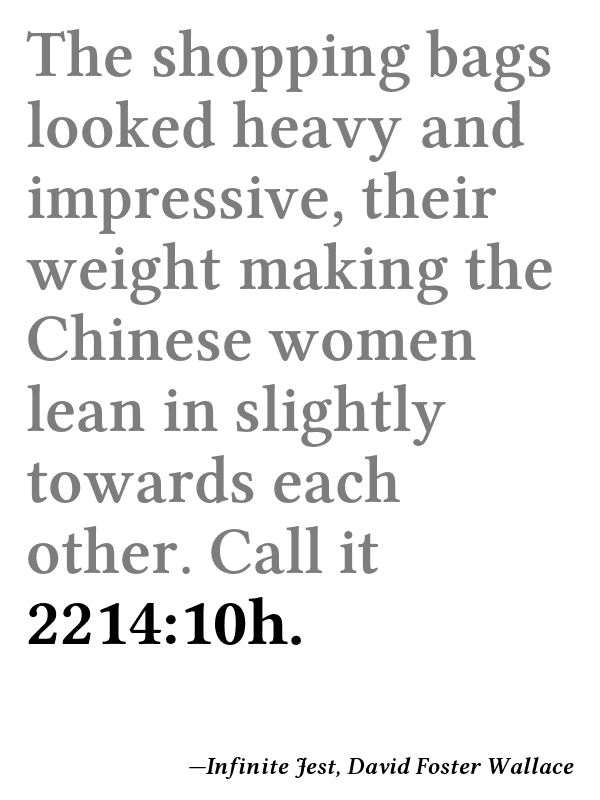 The shopping bags
looked heavy and
impressive, their
weight making the
Chinese women
lean in slightly
towards each
other. Call it
2214:10h.
—Infinite Jest, David Foster Wallace